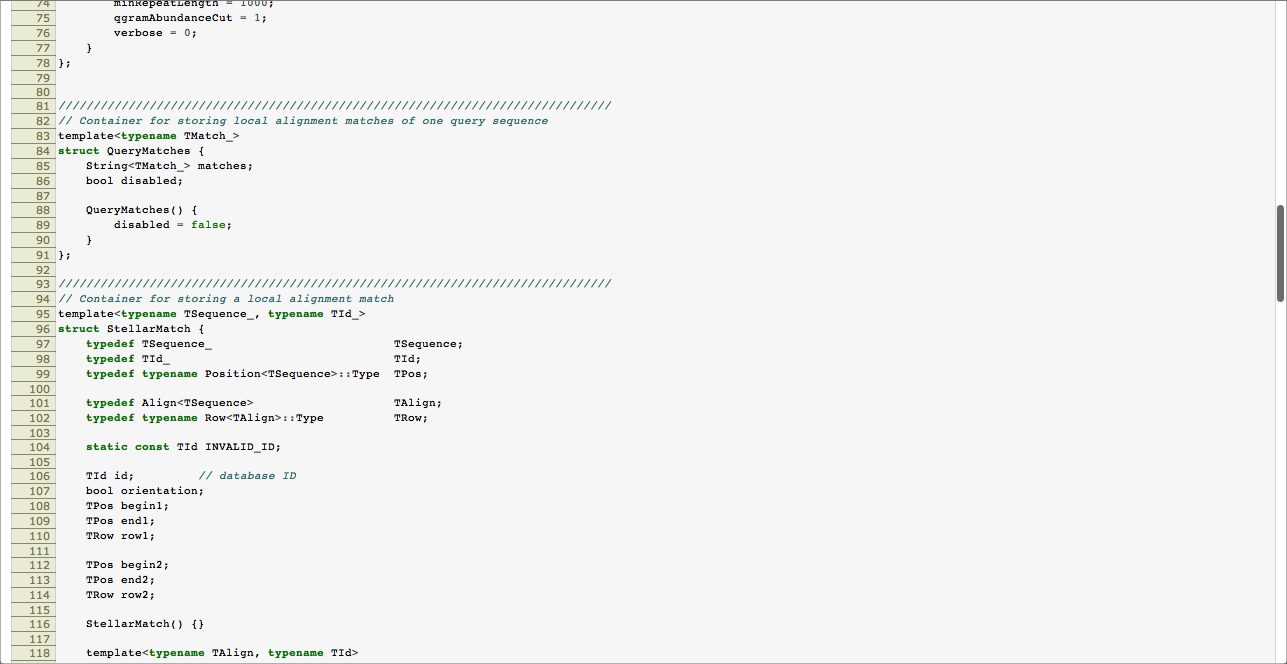 74 minRepeatLength = 1000;
75 qgramAbundanceCut = 1;
76 verbose = 0;
77 }
78 };
79
80
81 ///////////////////////////////////////////////////////////////////////////////
82 // Container for storing local alignment matches of one query sequence
83 template<typename TMatch_>
84 struct QueryMatches {
85 String<TMatch_> matches;
86 bool disabled;
87
88 QueryMatches() {
89 disabled = false;
90 }
91 };
92
93 ///////////////////////////////////////////////////////////////////////////////
94 // Container for storing a local alignment match
95 template<typename TSequence_, typename TId_>
96 struct StellarMatch {
97 typedef TSequence_ TSequence;
98 typedef TId_ TId;
99 typedef typename Position<TSequence>::Type TPos;
100
101 typedef Align<TSequence> TAlign;
102 typedef typename Row<TAlign>::Type TRow;
103
104 static const TId INVALID_ID;
105
106 TId id; // database ID
107 bool orientation;
108 TPos begin1;
109 TPos end1;
110 TRow row1;
111
112 TPos begin2;
113 TPos end2;
114 TRow row2;
115
116 StellarMatch() {}
117
118 template<typename TAlign, typename TId>